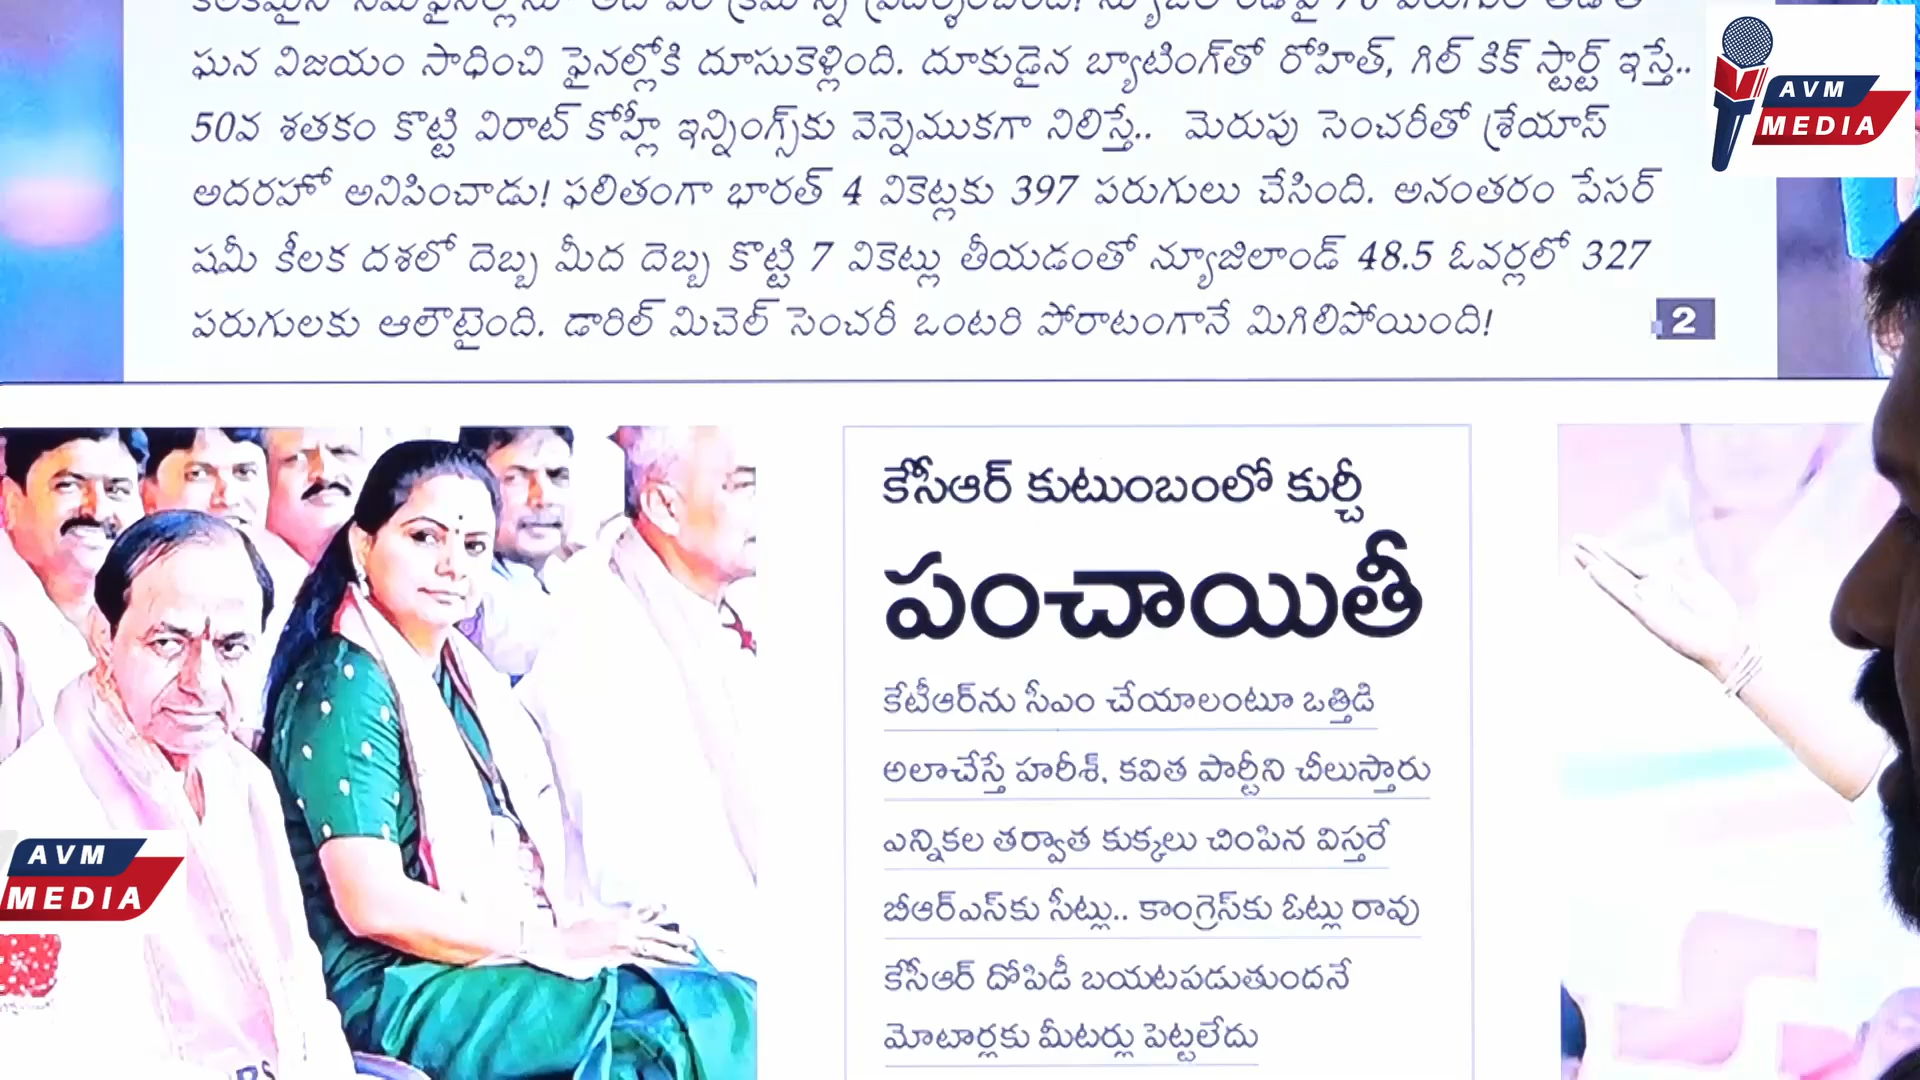 ఘన విజయం సాధించి ఫైనల్లోకి దూసుకెళ్లింది. దూకుడైన బ్యాటింగ్‌తో రోహిత్, గిల్ కిక్ స్టార్ట్ ఇస్తే..
50వ శతకం కొట్టి విరాట్ కోహ్లీ ఇన్నింగ్స్‌కు వెన్నెముకగా నిలిస్తే.. మెరుపు సెంచరీతో శ్రేయాస్
అదరహో అనిపించాడు! ఫలితంగా భారత్ 4 వికెట్లకు 397 పరుగులు చేసింది. అనంతరం పేసర్
షమీ కీలక దశలో దెబ్బ మీద దెబ్బ కొట్టి 7 వికెట్లు తీయడంతో న్యూజిలాండ్ 48.5 ఓవర్లలో 327
పరుగులకు ఆలౌటైంది. డారిల్ మిచెల్ సెంచరీ ఒంటరి పోరాటంగానే మిగిలిపోయింది!
2
AVM
MEDIA
కేసీఆర్ కుటుంబంలో కుర్చీ
పంచాయితీ
కేటీఆర్‌ను సీఎం చేయాలంటూ ఒత్తిడి
అలాచేస్తే హరీశ్, కవిత పార్టీని చీలుస్తారు
ఎన్నికల తర్వాత కుక్కలు చింపిన విస్తరే
బీఆర్ఎస్‌కు సీట్లు.. కాంగ్రెస్‌కు ఓట్లు రావు
కేసీఆర్ దోపిడీ బయటపడుతుందనే
మోటార్లకు మీటర్లు పెట్టలేదు
AVM
MEDIA